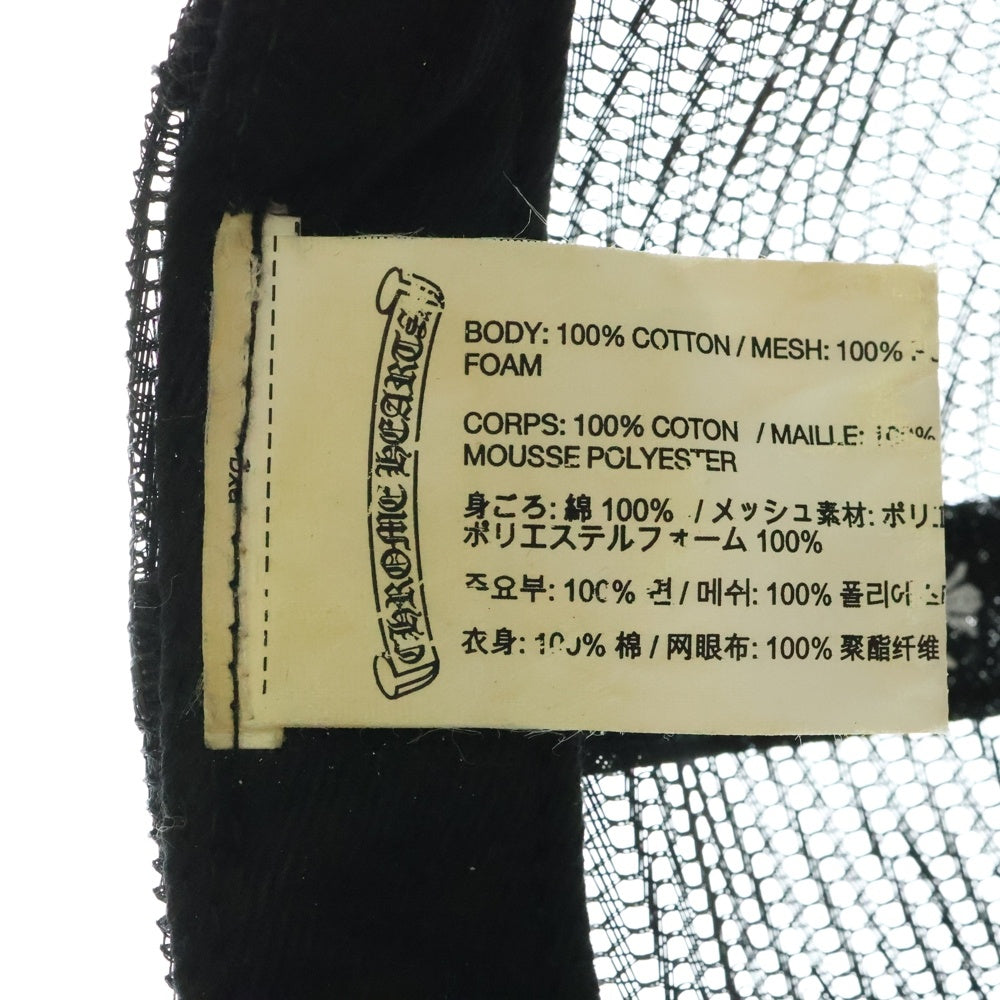 CHROME HEARTS
BODY: 100% COTTON / MESH: 100%
FOAM
CORPS: 100% COTON / MAILLE:
MOUSSE POLYESTER
身ごろ: 綿 100% / メッシュ素材: ポリエ
ポリエステルフォーム 100%
주요부: 100% 면 / 메쉬: 100% 폴리에스
衣身: 100% 棉 / 网眼布: 100% 聚酯纤维